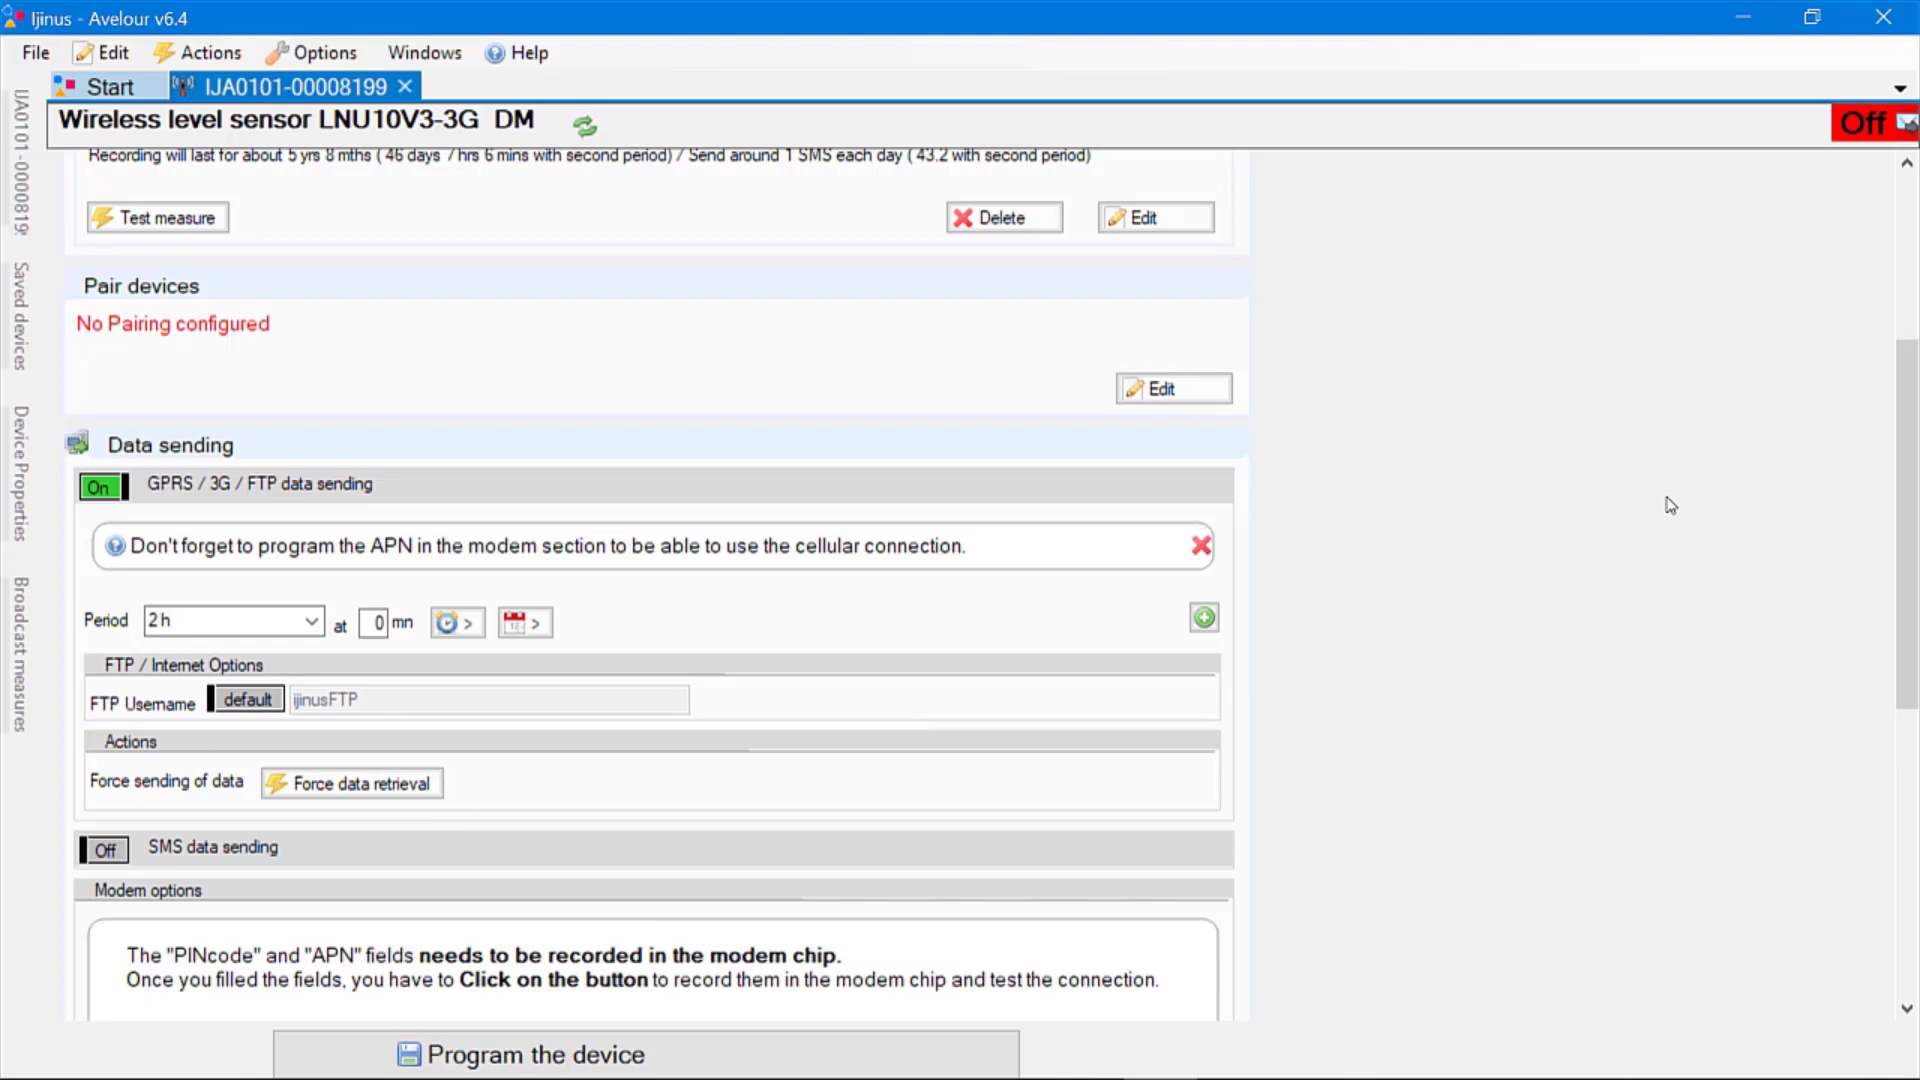 Ijinus - Avelour v6.4
File Edit Actions Options Windows Help
Start IJA0101-00008199
Wireless level sensor LNU10V3-3G DM
Off
Recording will last for about 5 yrs 8 mths ( 46 days 7 hrs 6 mins with second period) / Send around 1 SMS each day ( 43.2 with second period)
Test measure Delete Edit
Pair devices
No Pairing configured
Edit
Data sending
On GPRS / 3G / FTP data sending
Don't forget to program the APN in the modem section to be able to use the cellular connection.
Period 2 h at 0 mn > >
FTP / Internet Options
FTP Username default ijinusFTP
Actions
Force sending of data Force data retrieval
Off SMS data sending
Modem options
The "PINcode" and "APN" fields needs to be recorded in the modem chip.
Once you filled the fields, you have to Click on the button to record them in the modem chip and test the connection.
Program the device
IJA0101-0000819
Saved devices
Device Properties
Broadcast measures